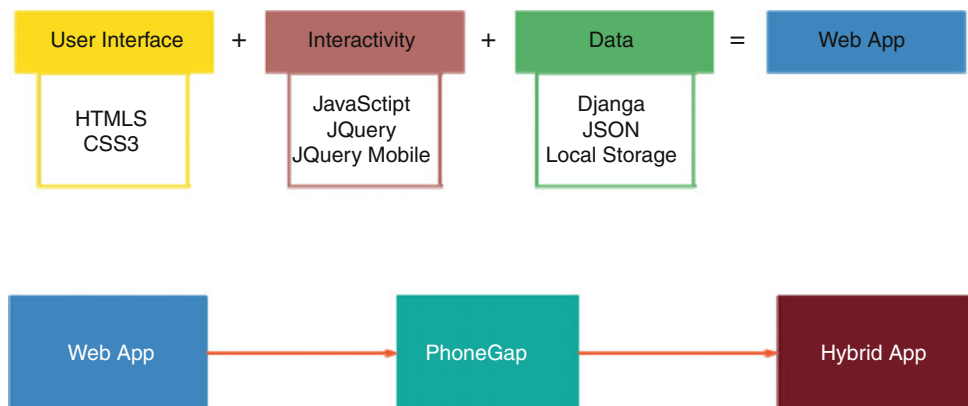 User Interface + Interactivity + Data = Web App
HTMLS
CSS3
JavaSctipt
JQuery
JQuery Mobile
Djanga
JSON
Local Storage
Web App
PhoneGap
Hybrid App